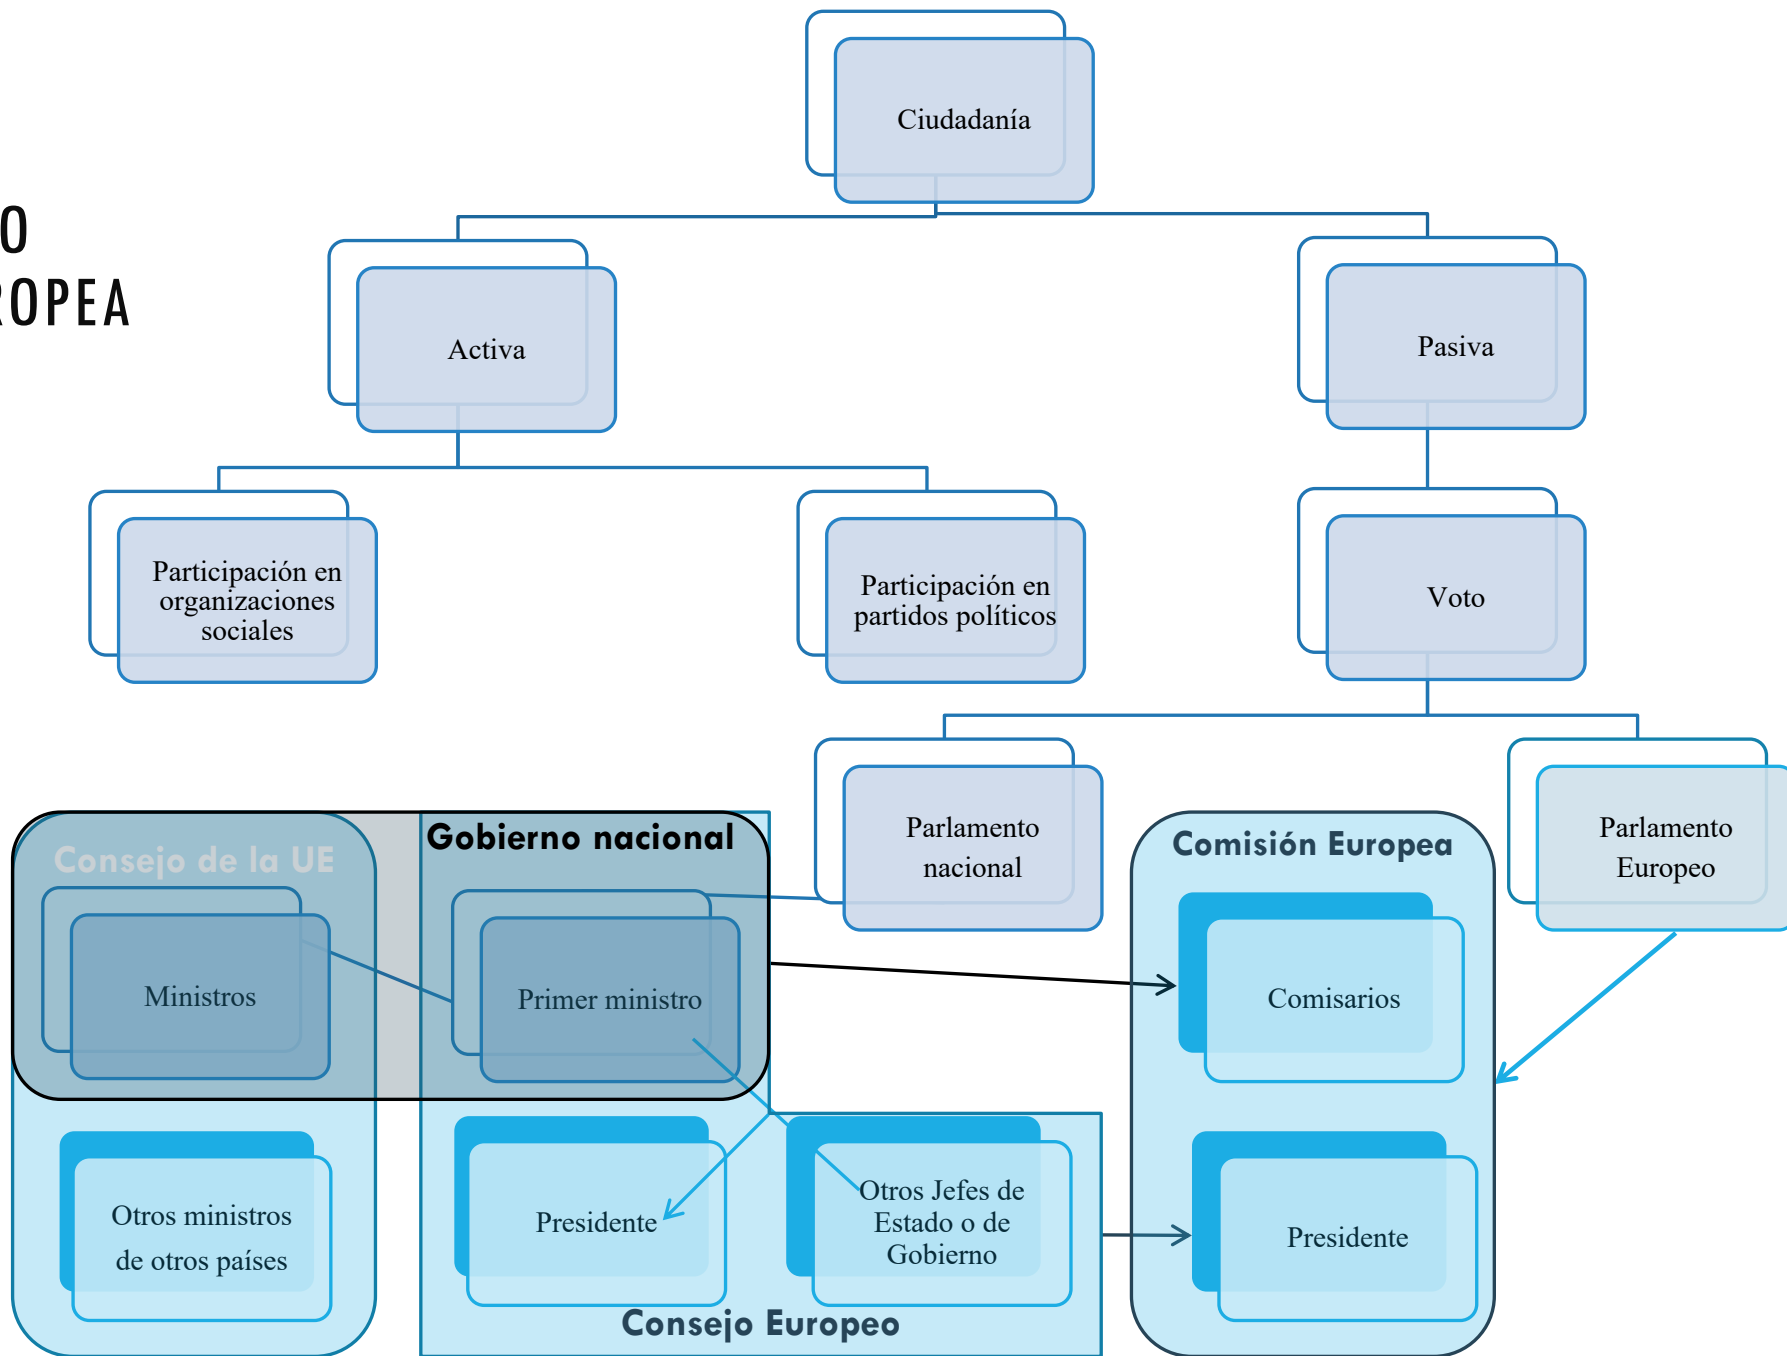 Ciudadanía
O
ROPEA
Activa
Pasiva
Participación en
organizaciones
sociales
Participación en
partidos políticos
Voto
Parlamento
nacional
Parlamento
Europeo
Consejo de la UE
Gobierno nacional
Comisión Europea
Ministros
Primer ministro
Comisarios
Otros ministros
de otros países
Presidente
Otros Jefes de
Estado o de
Gobierno
Presidente
Consejo Europeo